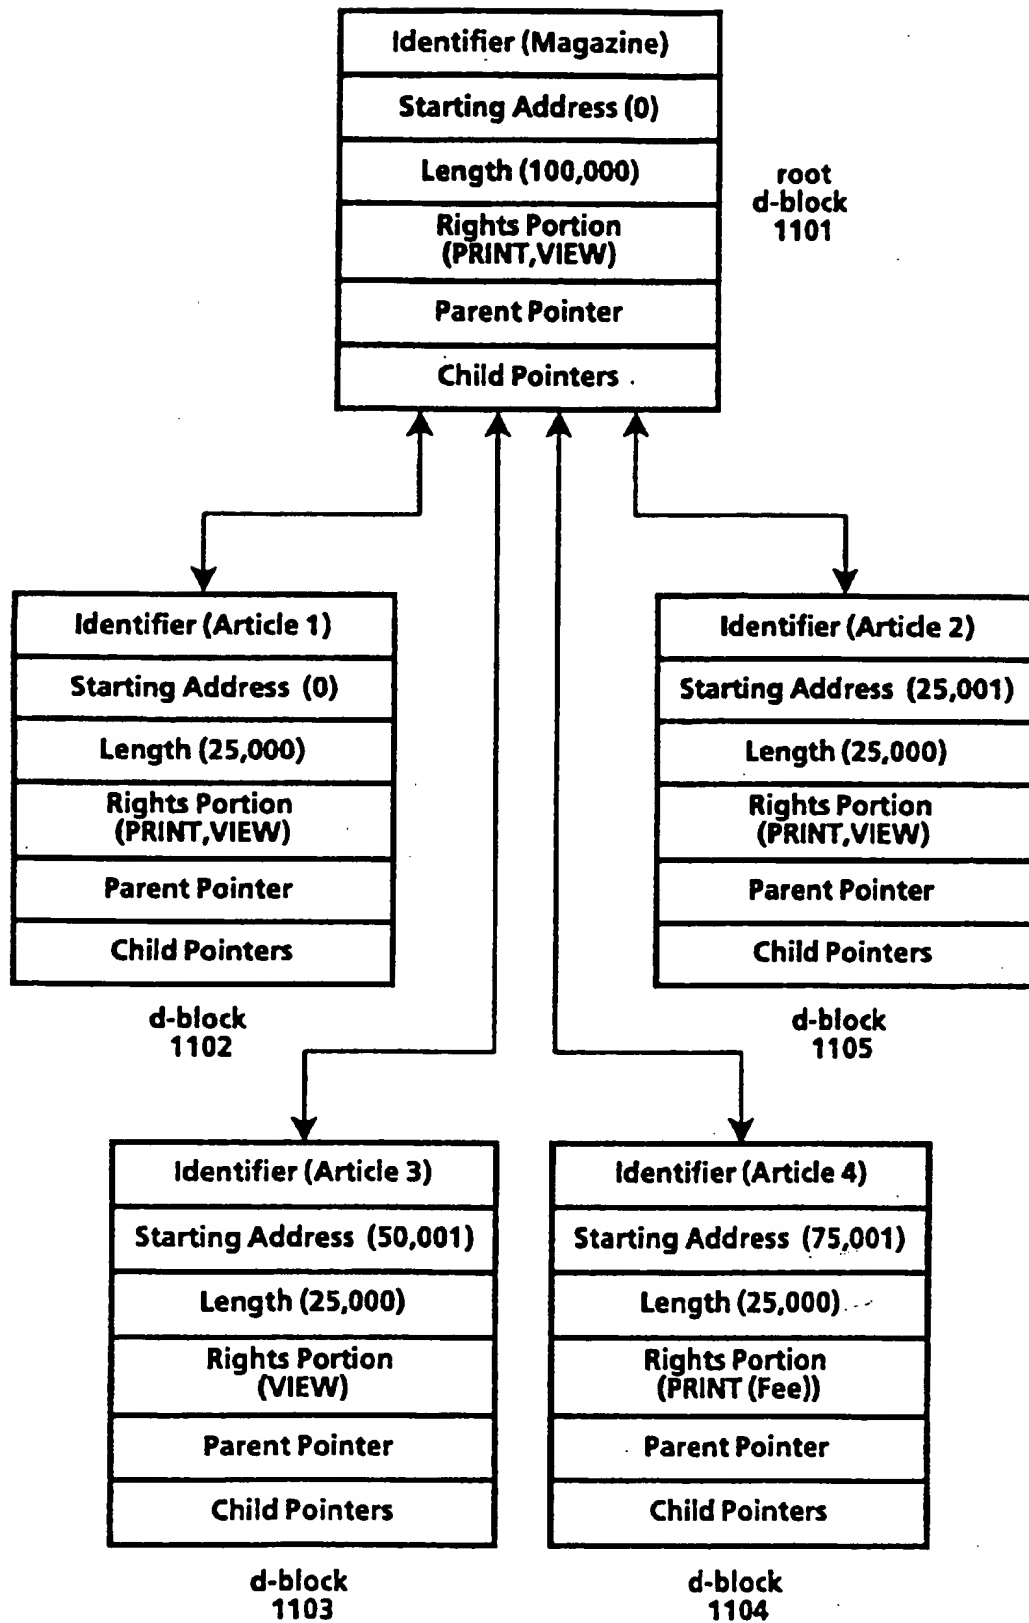 Identifier (Magazine)
Starting Address (0)
Length (100,000)
Rights Portion
(PRINT,VIEW)
Parent Pointer
Child Pointers
root
d-block
1101
Identifier (Article 1)
Starting Address (0)
Length (25,000)
Rights Portion
(PRINT,VIEW)
Parent Pointer
Child Pointers
d-block
1102
Identifier (Article 2)
Starting Address (25,001)
Length (25,000)
Rights Portion
(PRINT,VIEW)
Parent Pointer
Child Pointers
d-block
1105
Identifier (Article 3)
Starting Address (50,001)
Length (25,000)
Rights Portion
(VIEW)
Parent Pointer
Child Pointers
d-block
1103
Identifier (Article 4)
Starting Address (75,001)
Length (25,000)
Rights Portion
(PRINT (Fee))
Parent Pointer
Child Pointers
d-block
1104